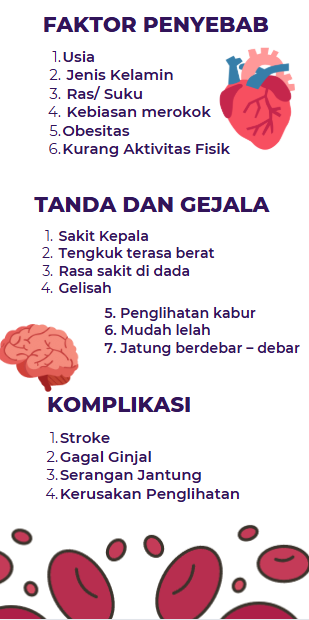 FAKTOR PENYEBAB
1. Usia
2. Jenis Kelamin
3. Ras/ Suku
4. Kebiasan merokok
5. Obesitas
6. Kurang Aktivitas Fisik
TANDA DAN GEJALA
1. Sakit Kepala
2. Tengkuk terasa berat
3. Rasa sakit di dada
4. Gelisah
5. Penglihatan kabur
6. Mudah lelah
7. Jatung berdebar – debar
KOMPLIKASI
1. Stroke
2. Gagal Ginjal
3. Serangan Jantung
4. Kerusakan Penglihatan